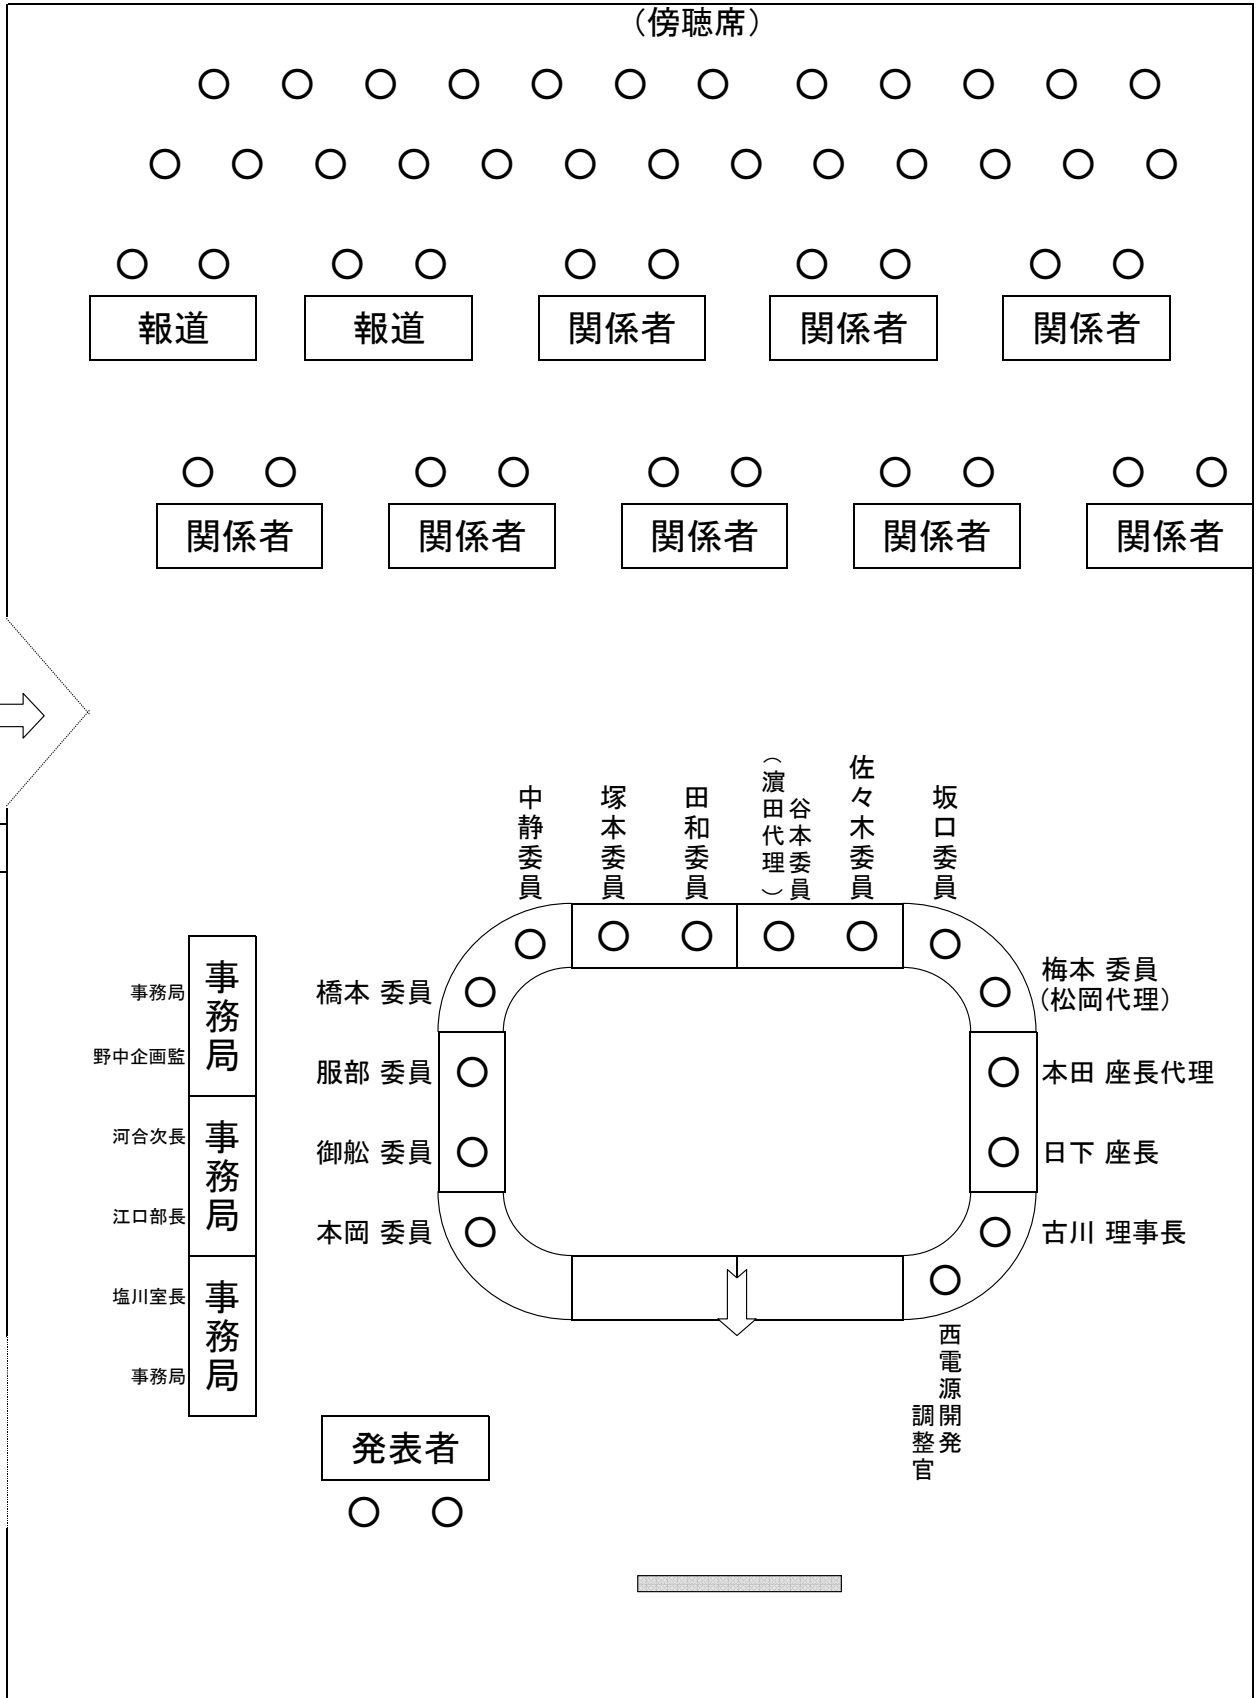 （傍聴席）
報道
報道
関係者
関係者
関係者
関係者
関係者
関係者
関係者
関係者
中静委員
塚本委員
田和委員
谷本委員
（濵田代理）
佐々木委員
坂口委員
橋本 委員
服部 委員
御舩 委員
本岡 委員
梅本 委員
（松岡代理）
本田 座長代理
日下 座長
古川 理事長
西電源開発
調整官
事務局
事務局
事務局
事務局
野中企画監
河合次長
江口部長
塩川室長
事務局
発表者